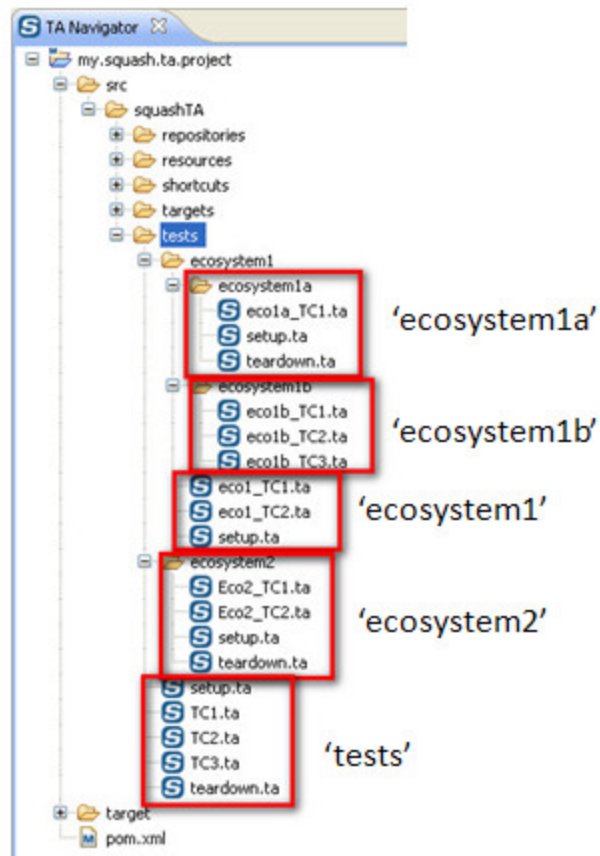 TA Navigator
my.squash.ta.project
src
squashTA
repositories
resources
shortcuts
targets
tests
ecosystem1
ecosystem1a
eco1a_TC1.ta
setup.ta
teardown.ta
'ecosystem1a'
ecosystem1b
eco1b_TC1.ta
eco1b_TC2.ta
eco1b_TC3.ta
'ecosystem1b'
eco1_TC1.ta
eco1_TC2.ta
setup.ta
'ecosystem1'
ecosystem2
Eco2_TC1.ta
Eco2_TC2.ta
setup.ta
teardown.ta
'ecosystem2'
setup.ta
TC1.ta
TC2.ta
TC3.ta
teardown.ta
'tests'
target
pom.xml